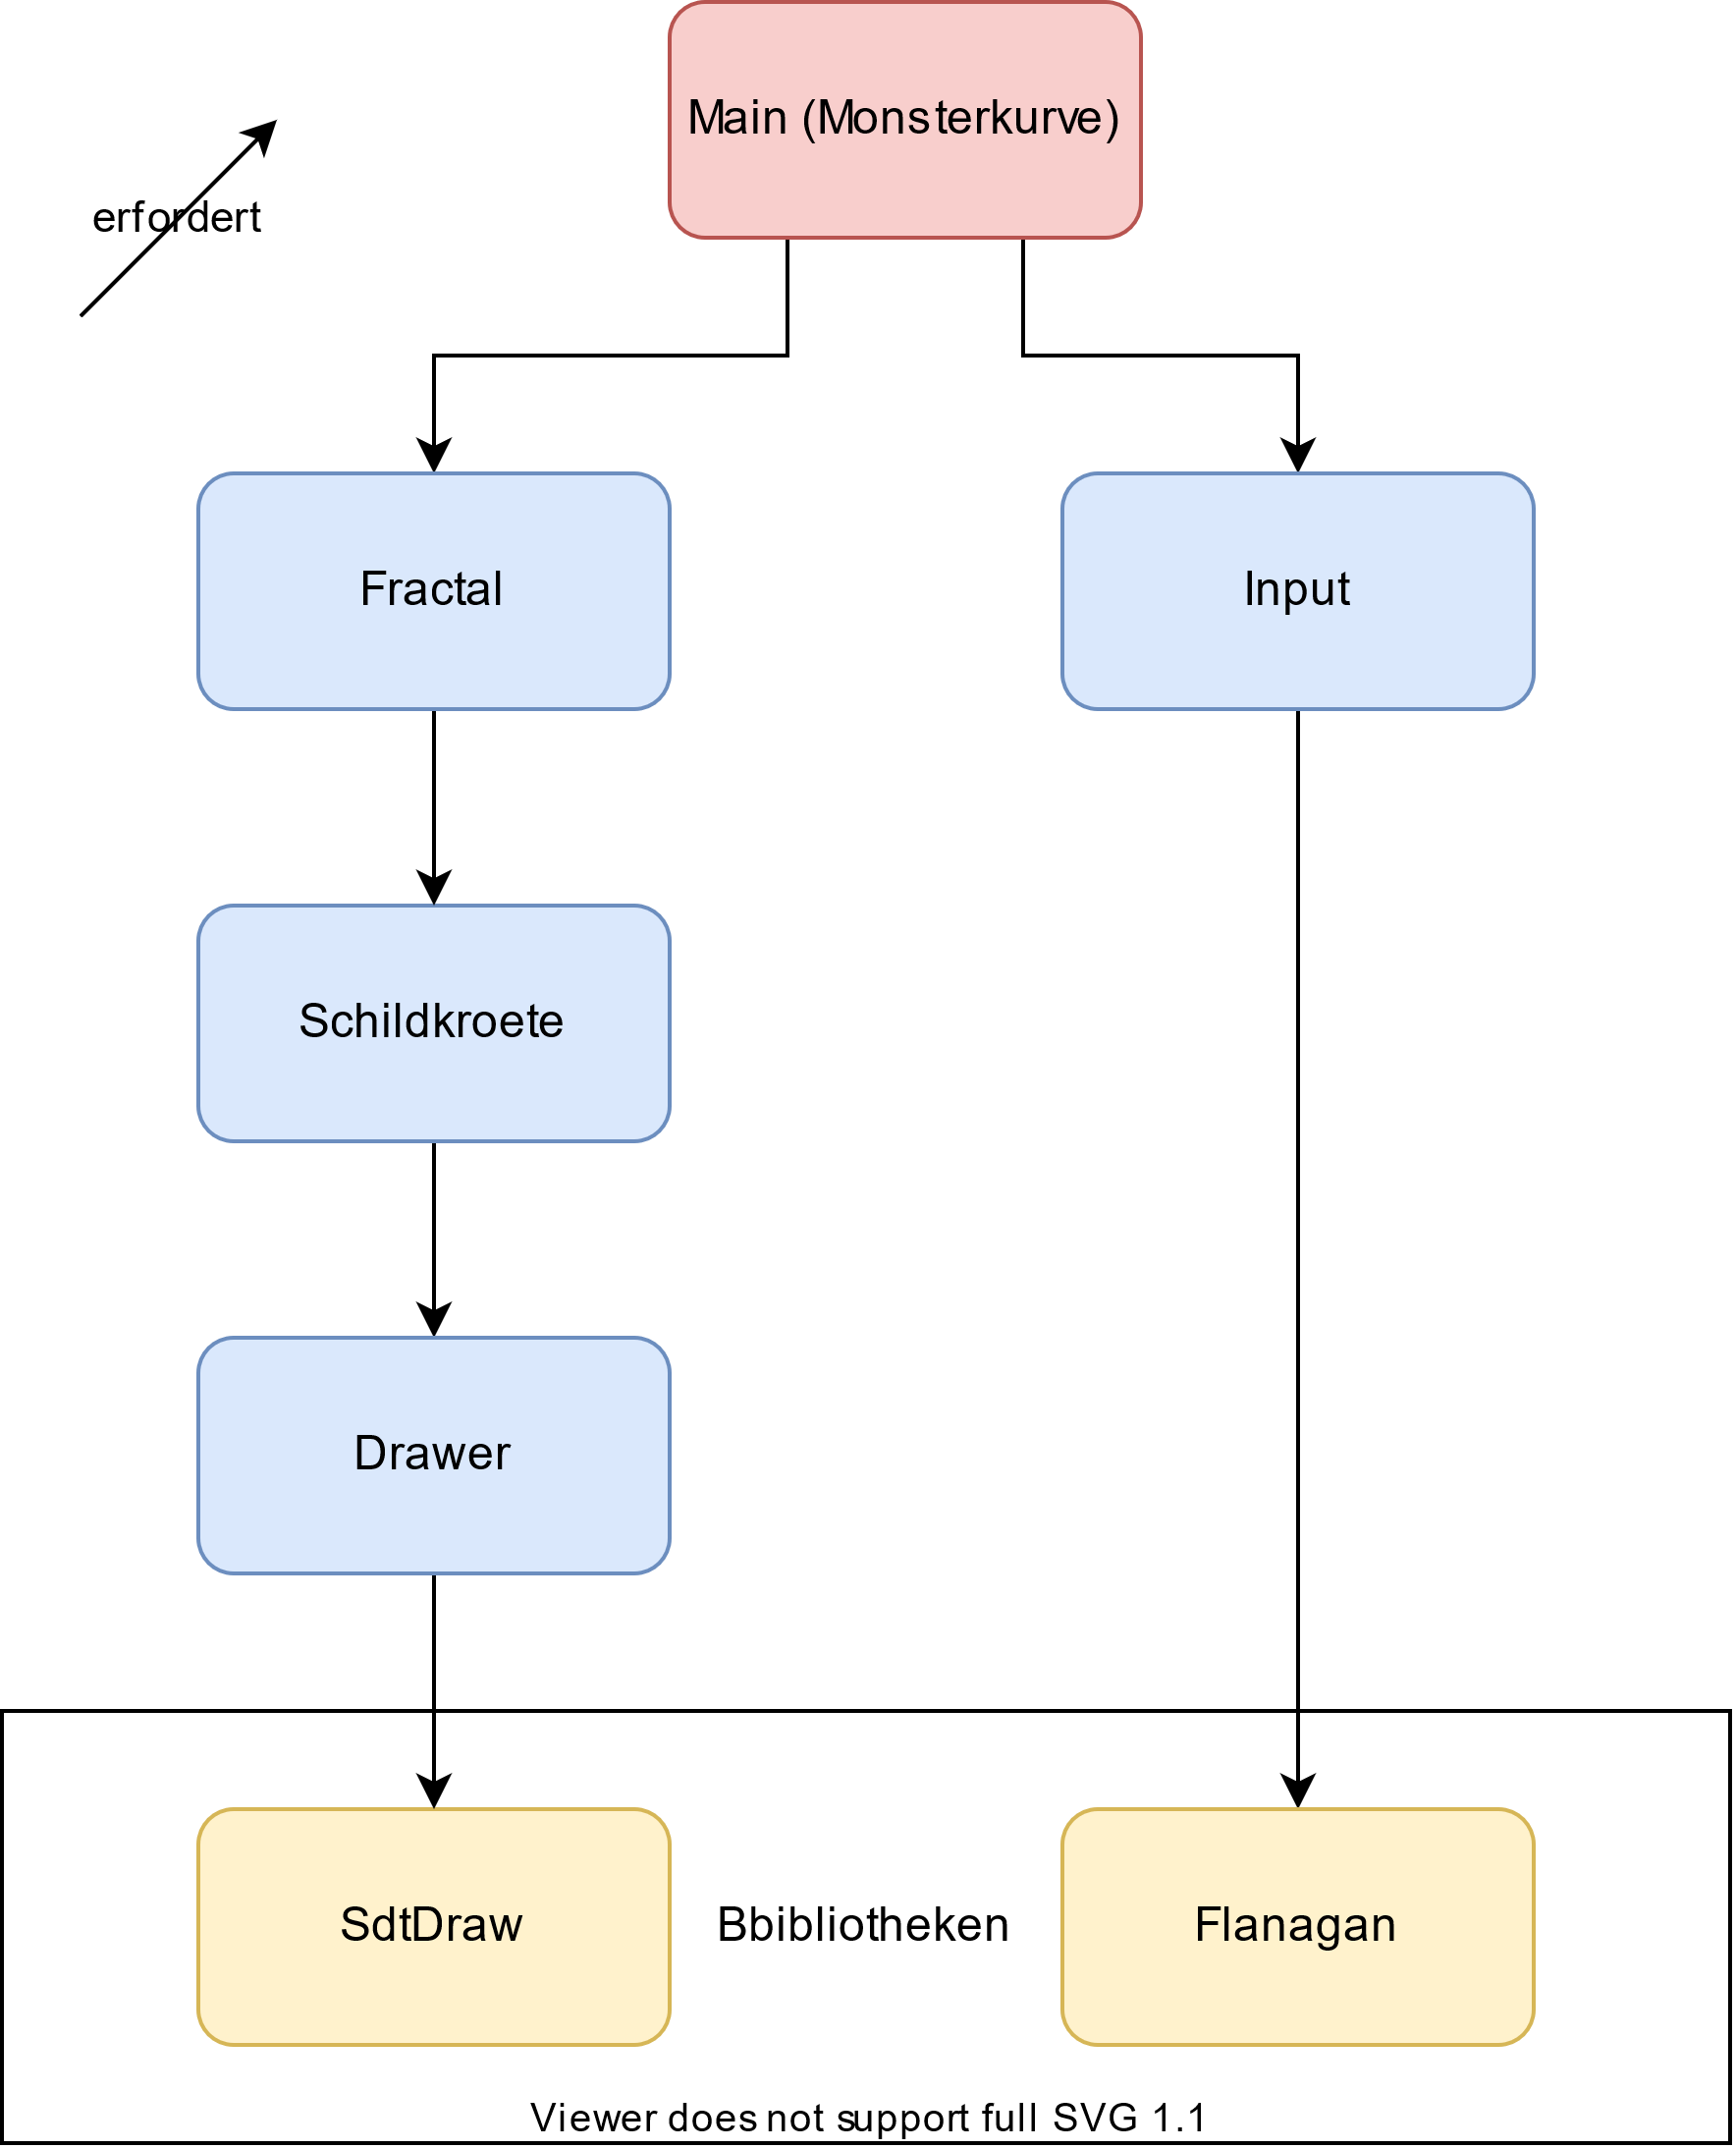 Main (Monsterkurve)
erfordert
Fractal
Input
Schildkroete
Drawer
SdtDraw
Bbibliotheken
Flanagan
Viewer does not support full SVG 1.1